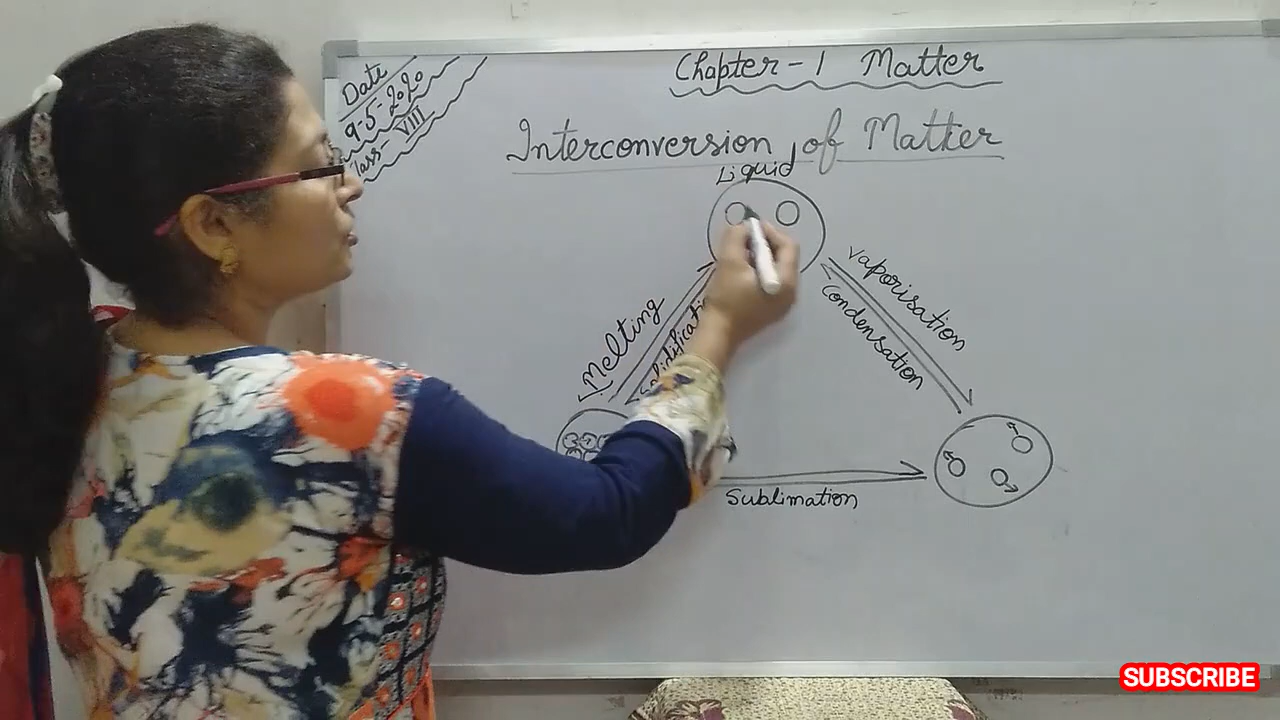 Date
9-5-2020
Class- VIII
Chapter-1 Matter
Interconversion of Matter
Liquid
Melting
Vaporisation
Condensation
Sublimation
SUBSCRIBE